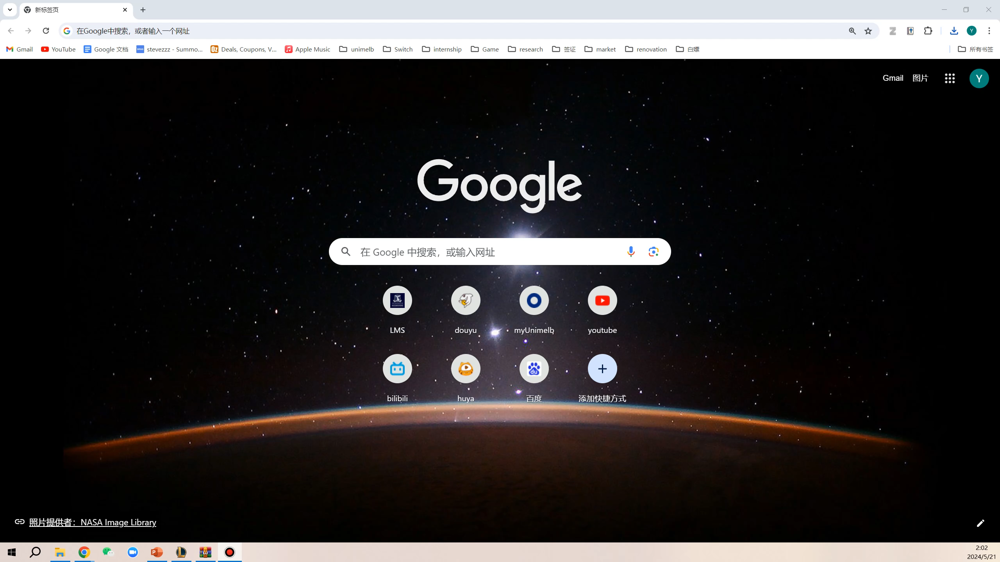 新标签页
在Google中搜索，或者输入一个网址
Gmail YouTube Google 文档 stevezzz - Summo... Deals, Coupons, V... Apple Music unimelb Switch internship Game research 签证 market renovation 白嫖 所有书签
Gmail 图片 Y
Google
在 Google 中搜索，或输入网址
LMS douyu myUnimelb youtube
bilibili huya 百度 添加快捷方式
照片提供者：NASA Image Library
2:02
2024/5/21